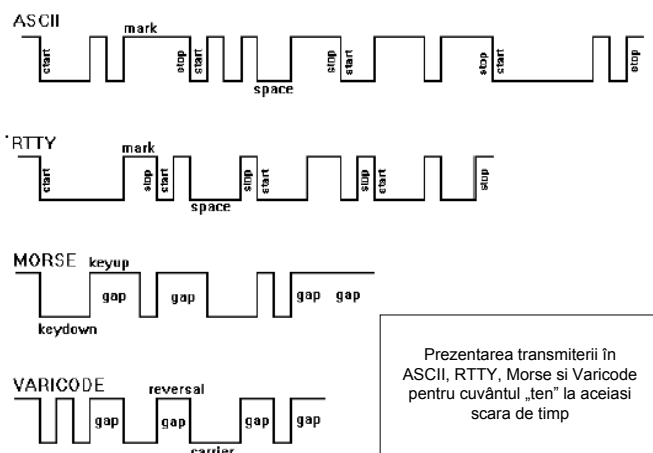 ASCII
mark
start
stop
start
space
stop
start
stop
start
stop
RTTY
mark
start
stop
start
space
stop
start
stop
start
stop
MORSE
keyup
gap
gap
gap gap
keydown
VARICODE
reversal
gap
gap
gap
gap
carrier
Prezentarea transmiterii în
ASCII, RTTY, Morse si Varicode
pentru cuvântul „ten” la aceiasi
scara de timp